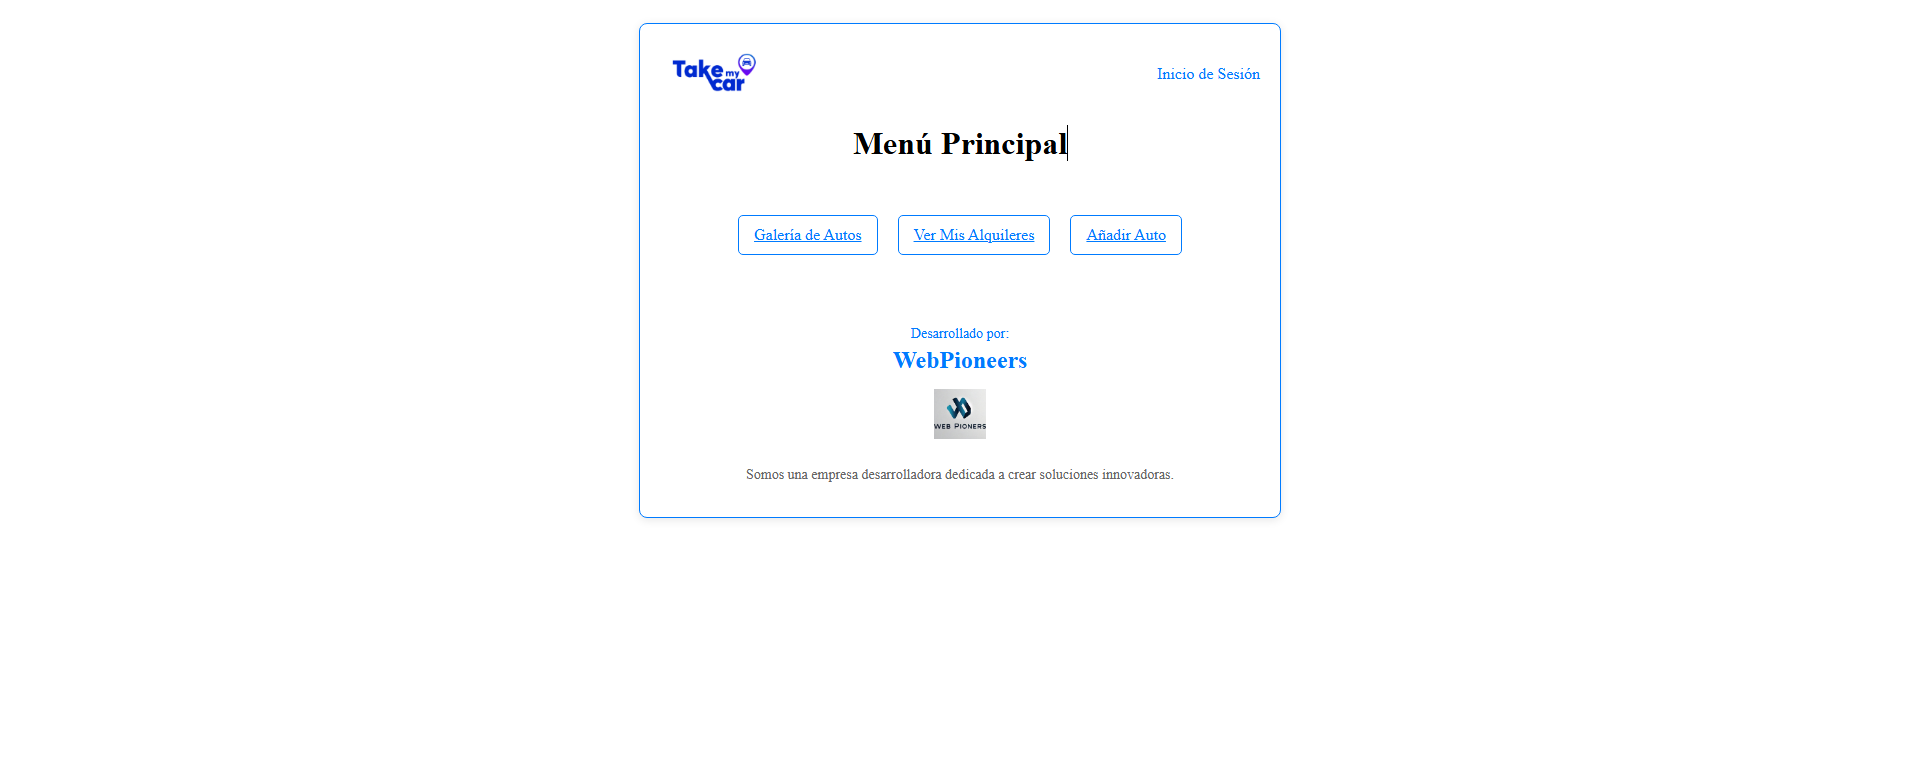 Take my car
Inicio de Sesión
Menú Principal
Galería de Autos
Ver Mis Alquileres
Añadir Auto
Desarrollado por:
WebPioneers
WEB PIONERS
Somos una empresa desarrolladora dedicada a crear soluciones innovadoras.